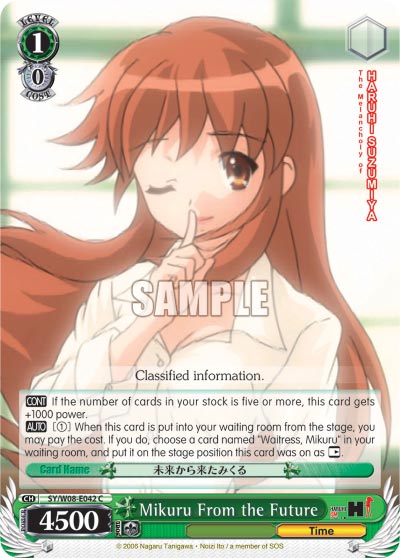 LEVEL
1
0
COST
The Melancholy of
HARUHI SUZUMIYA
SAMPLE
Classified information.
CONT If the number of cards in your stock is five or more, this card gets
+1000 power.
AUTO [①] When this card is put into your waiting room from the stage, you
may pay the cost. If you do, choose a card named "Waitress, Mikuru" in your
waiting room, and put it on the stage position this card was on as
Card Name
未来から来たみくる
CH SY/W08-E042 C
POWER
4500
SOUL
Mikuru From the Future
Time
© 2006 Nagaru Tanigawa・Noizi Ito / a member of SOS